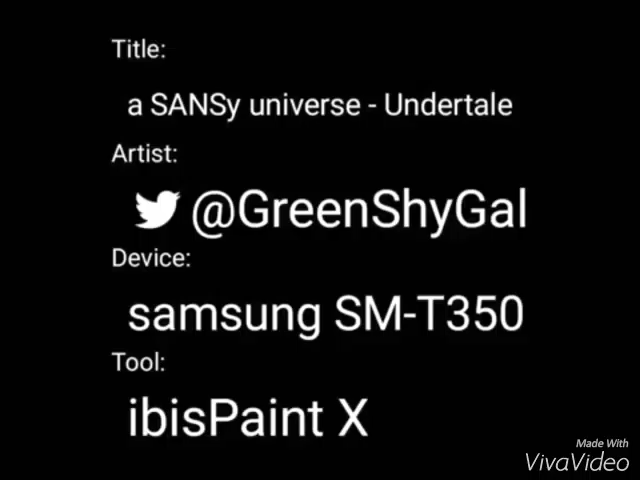 Title:
a SANSy universe - Undertale
Artist:
@GreenShyGal
Device:
samsung SM-T350
Tool:
ibisPaint X
Made With
VivaVideo